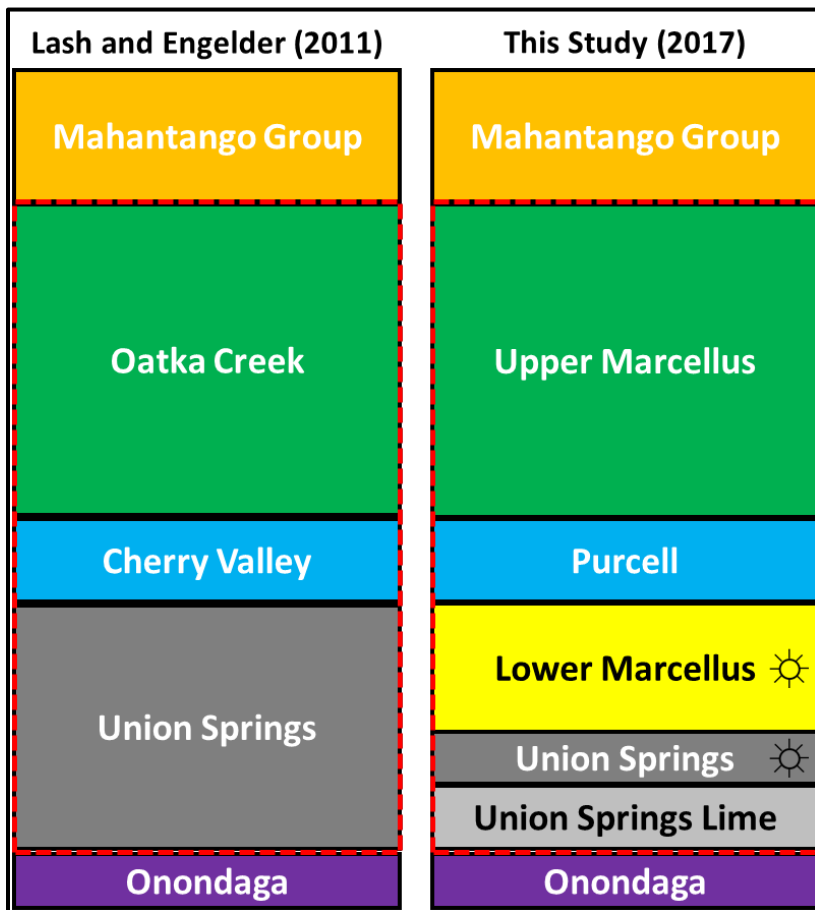 Lash and Engelder (2011)
Mahantango Group
Oatka Creek
Cherry Valley
Union Springs
Onondaga
This Study (2017)
Mahantango Group
Upper Marcellus
Purcell
Lower Marcellus
Union Springs
Union Springs Lime
Onondaga